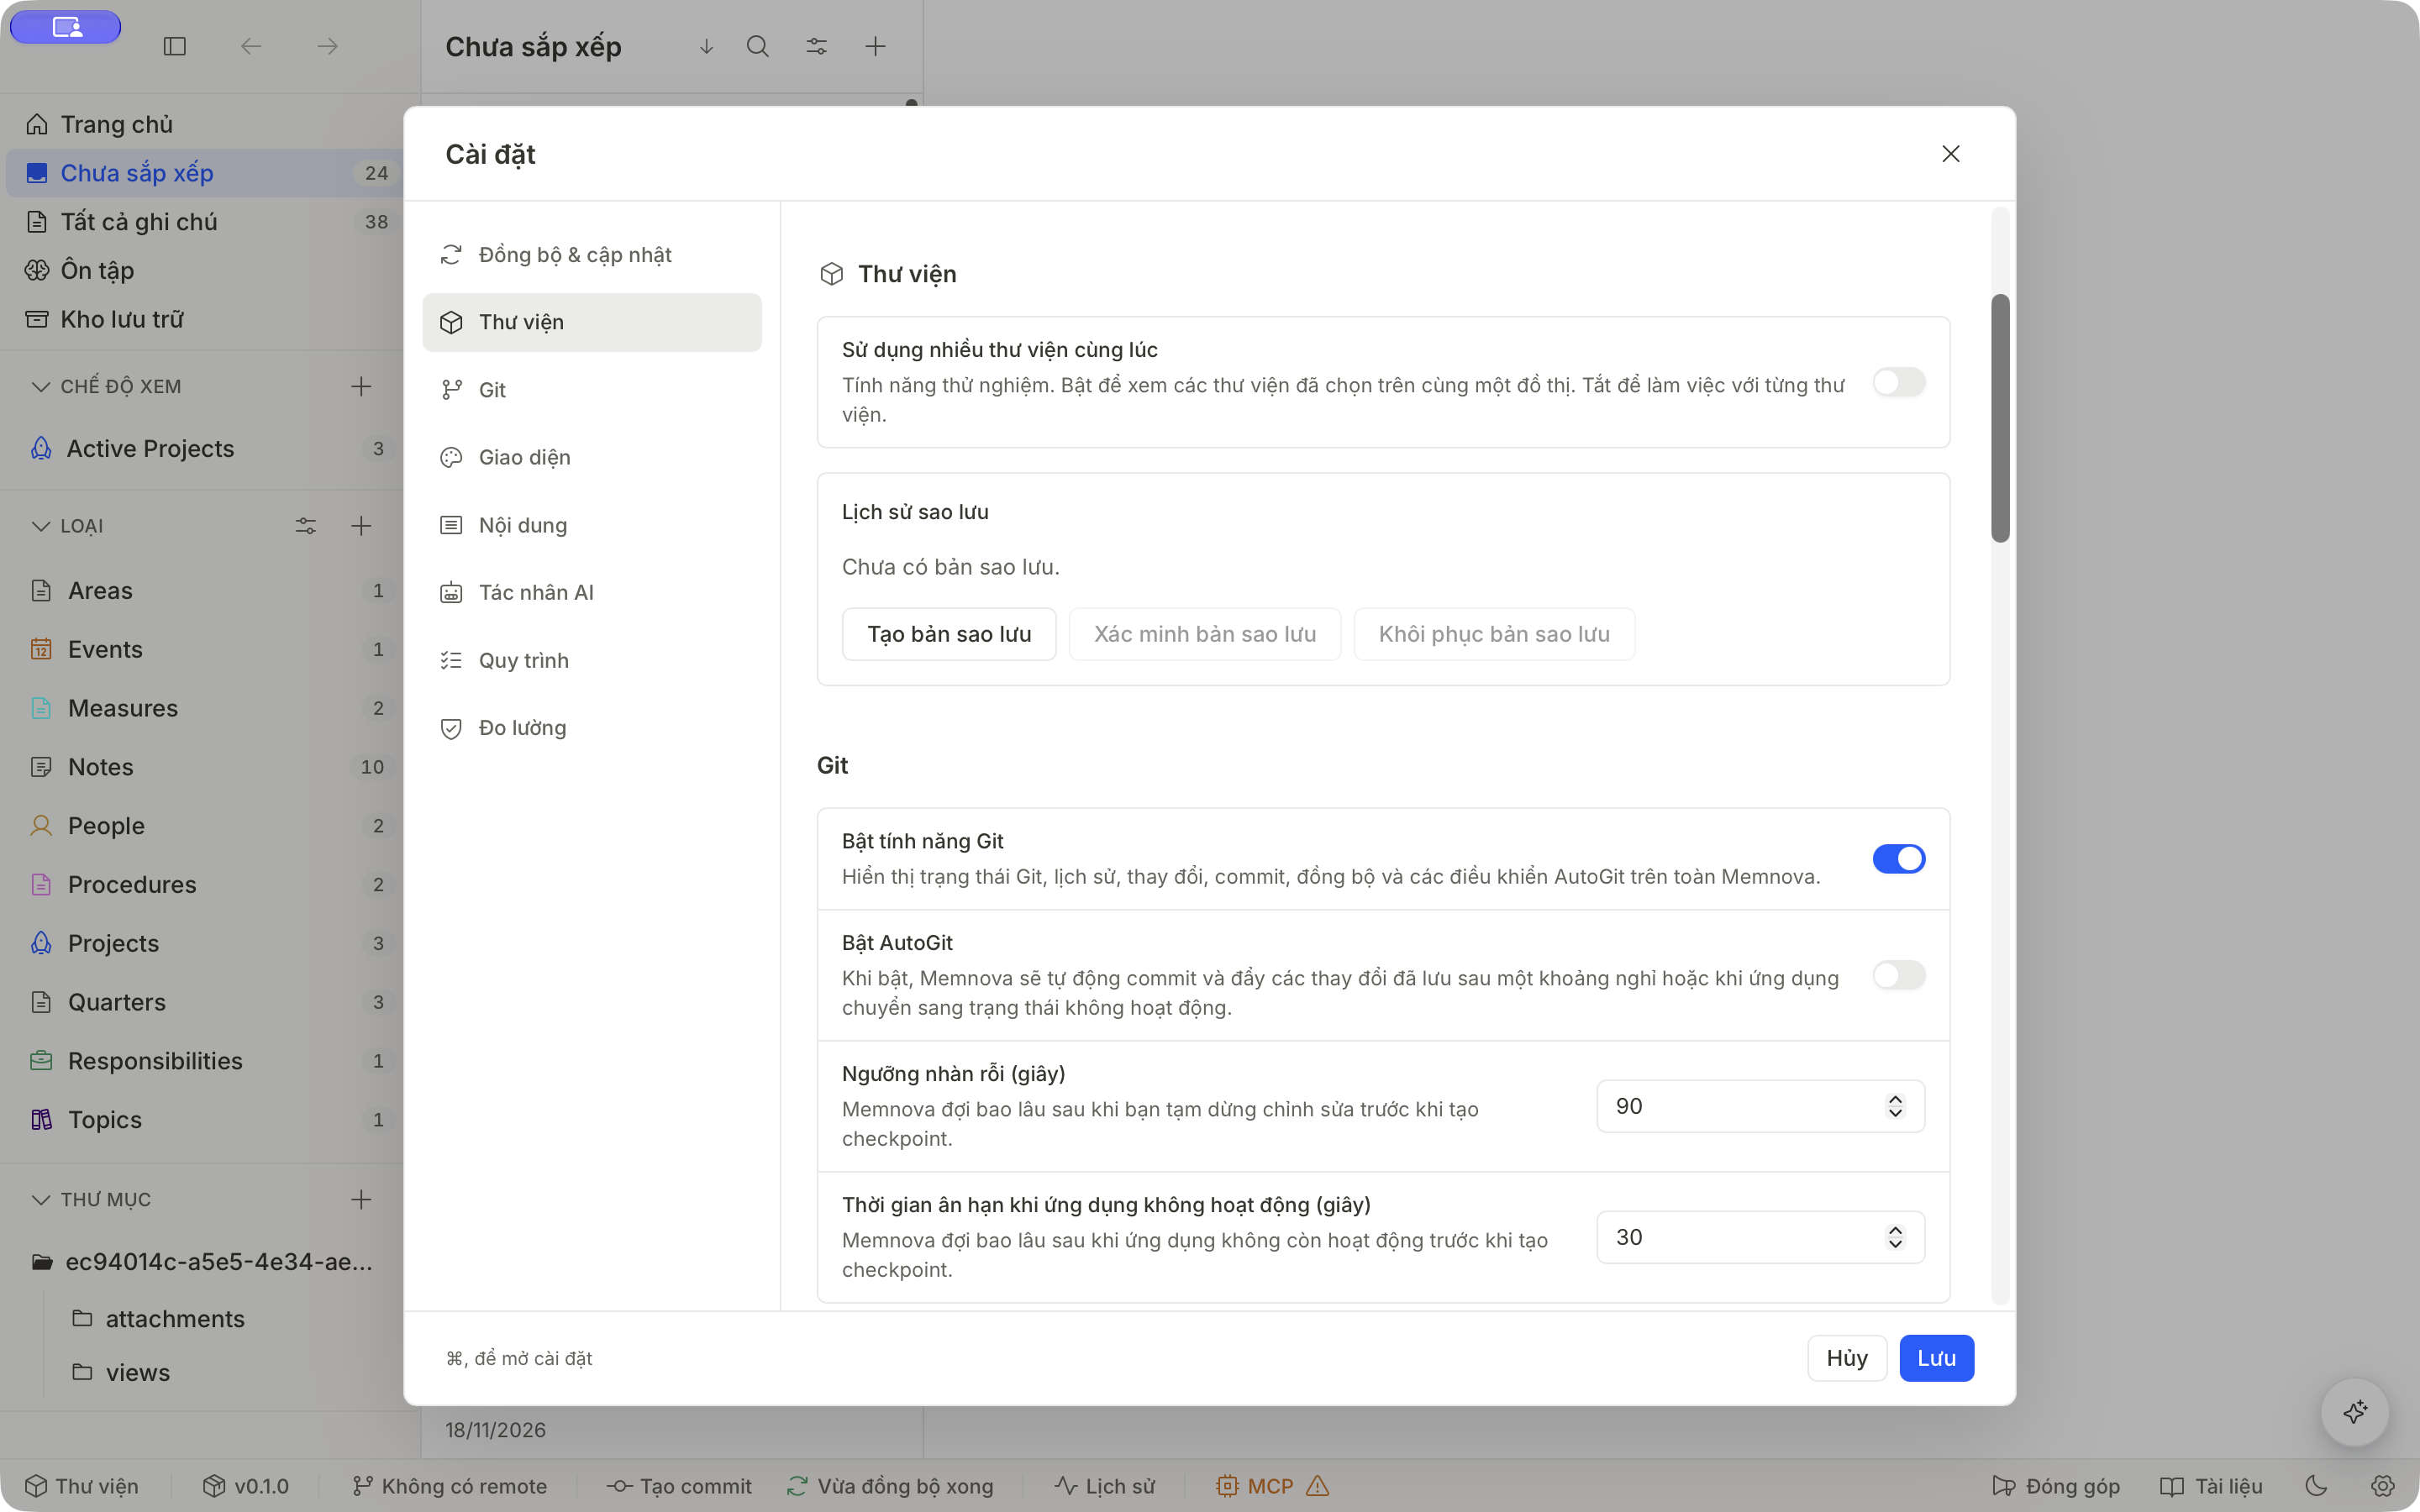 Chưa sắp xếp
Trang chủ
Chưa sắp xếp 24
Tất cả ghi chú 38
Ôn tập
Kho lưu trữ
CHẾ ĐỘ XEM
Active Projects 3
LOẠI
Areas 1
Events 1
Measures 2
Notes 10
People 2
Procedures 2
Projects 3
Quarters 3
Responsibilities 1
Topics 1
THƯ MỤC
ec94014c-a5e5-4e34-ae...
attachments
views
Cài đặt
Đồng bộ & cập nhật
Thư viện
Git
Giao diện
Nội dung
Tác nhân AI
Quy trình
Đo lường
Thư viện
Sử dụng nhiều thư viện cùng lúc
Tính năng thử nghiệm. Bật để xem các thư viện đã chọn trên cùng một đồ thị. Tắt để làm việc với từng thư
viện.
Lịch sử sao lưu
Chưa có bản sao lưu.
Tạo bản sao lưu Xác minh bản sao lưu Khôi phục bản sao lưu
Git
Bật tính năng Git
Hiển thị trạng thái Git, lịch sử, thay đổi, commit, đồng bộ và các điều khiển AutoGit trên toàn Memnova.
Bật AutoGit
Khi bật, Memnova sẽ tự động commit và đẩy các thay đổi đã lưu sau một khoảng nghỉ hoặc khi ứng dụng
chuyển sang trạng thái không hoạt động.
Ngưỡng nhàn rỗi (giây)
Memnova đợi bao lâu sau khi bạn tạm dừng chỉnh sửa trước khi tạo
checkpoint.
90
Thời gian ân hạn khi ứng dụng không hoạt động (giây)
Memnova đợi bao lâu sau khi ứng dụng không còn hoạt động trước khi tạo
checkpoint.
30
⌘, để mở cài đặt
Hủy Lưu
18/11/2026
Thư viện v0.1.0 Không có remote Tạo commit Vừa đồng bộ xong Lịch sử MCP Đóng góp Tài liệu